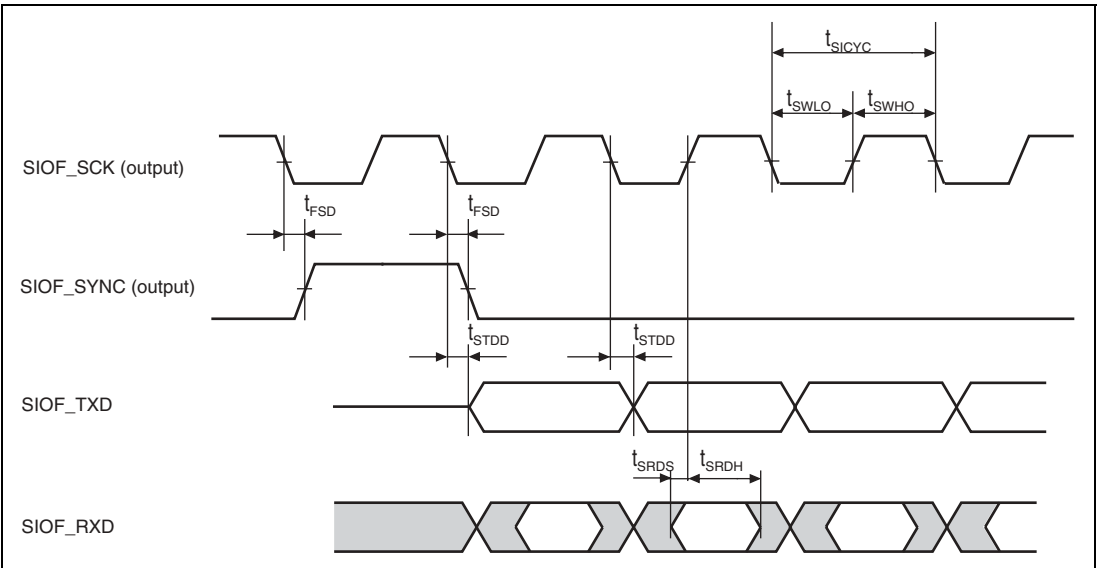 tSICYC
tSWLO tSWHO
SIOF_SCK (output)
tFSD tFSD
SIOF_SYNC (output)
tSTDD tSTDD
SIOF_TXD
tSRDS tSRDH
SIOF_RXD